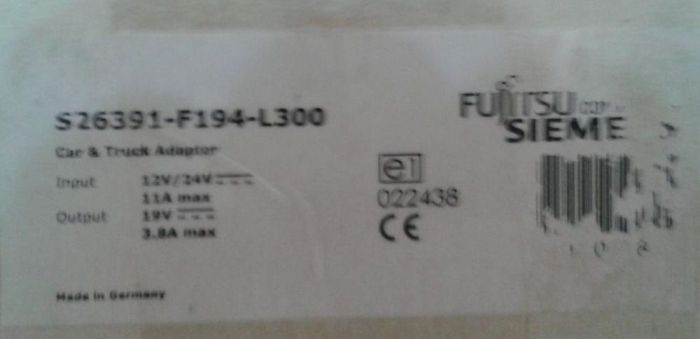 S26391-F194-L300
Car & Truck Adaptor
Input 12V/24V
11A max
Output 19V
3.8A max
Made in Germany
e1
022438
CE
FUJITSU
SIEME